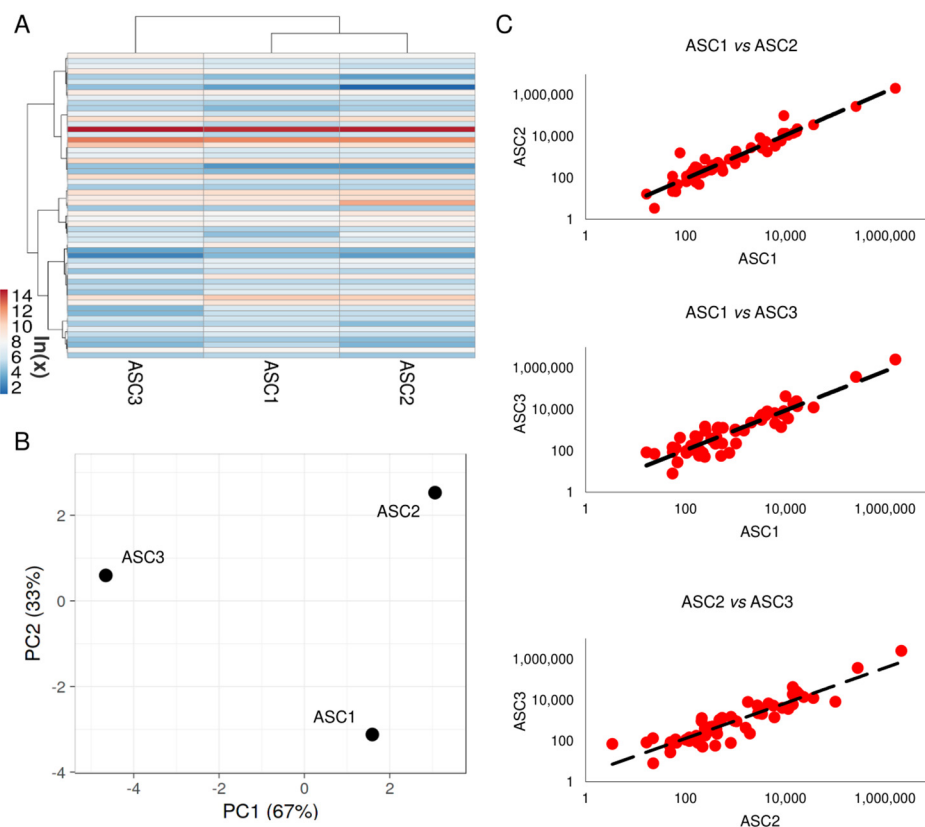 A
14
12
10
8
6
4
2
ln(x)
ASC3
ASC1
ASC2
B
2
0
-2
-4
PC2 (33%)
ASC2
ASC3
ASC1
-4
-2
0
2
PC1 (67%)
C
ASC1 vs ASC2
1,000,000
10,000
100
1
ASC2
1
100
10,000
1,000,000
ASC1
ASC1 vs ASC3
1,000,000
10,000
100
1
ASC3
1
100
10,000
1,000,000
ASC1
ASC2 vs ASC3
1,000,000
10,000
100
1
ASC3
1
100
10,000
1,000,000
ASC2